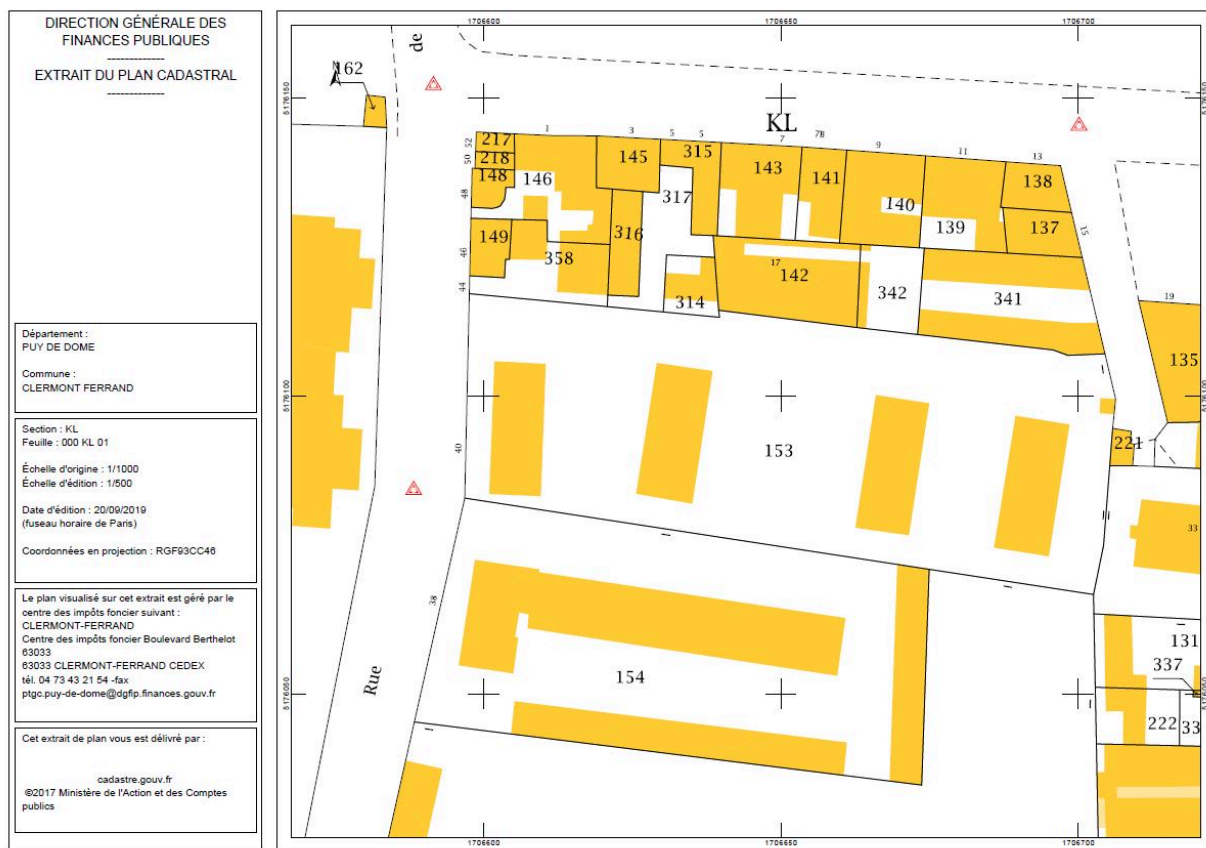 DIRECTION GÉNÉRALE DES
FINANCES PUBLIQUES
-------------
EXTRAIT DU PLAN CADASTRAL
-------------
Département :
PUY DE DOME
Commune :
CLERMONT FERRAND
Section : KL
Feuille : 000 KL 01
Échelle d'origine : 1/1000
Échelle d'édition : 1/500
Date d'édition : 20/09/2019
(fuseau horaire de Paris)
Coordonnées en projection : RGF93CC46
Le plan visualisé sur cet extrait est géré par le
centre des impôts foncier suivant :
CLERMONT-FERRAND
Centre des impôts foncier Boulevard Berthelot
63033
63033 CLERMONT-FERRAND CEDEX
tél. 04 73 43 21 54 -fax
ptgc.puy-de-dome@dgfip.finances.gouv.fr
Cet extrait de plan vous est délivré par :
cadastre.gouv.fr
©2017 Ministère de l'Action et des Comptes
publics
1706600 1706650 1706700
de
N
162
5176150 5176150
KL
52 1 3 5 5 7 7B 9 11 13
217 145 315 143 141 138
50 218
148 146 317 140 139 137
48
149 316 15
46 358 17 142
44 314 342 341 19
135
5176100 5176100
40 153 221
33
38
131
154 337
Rue
5176050 5176050
222 33
1706600 1706650 1706700